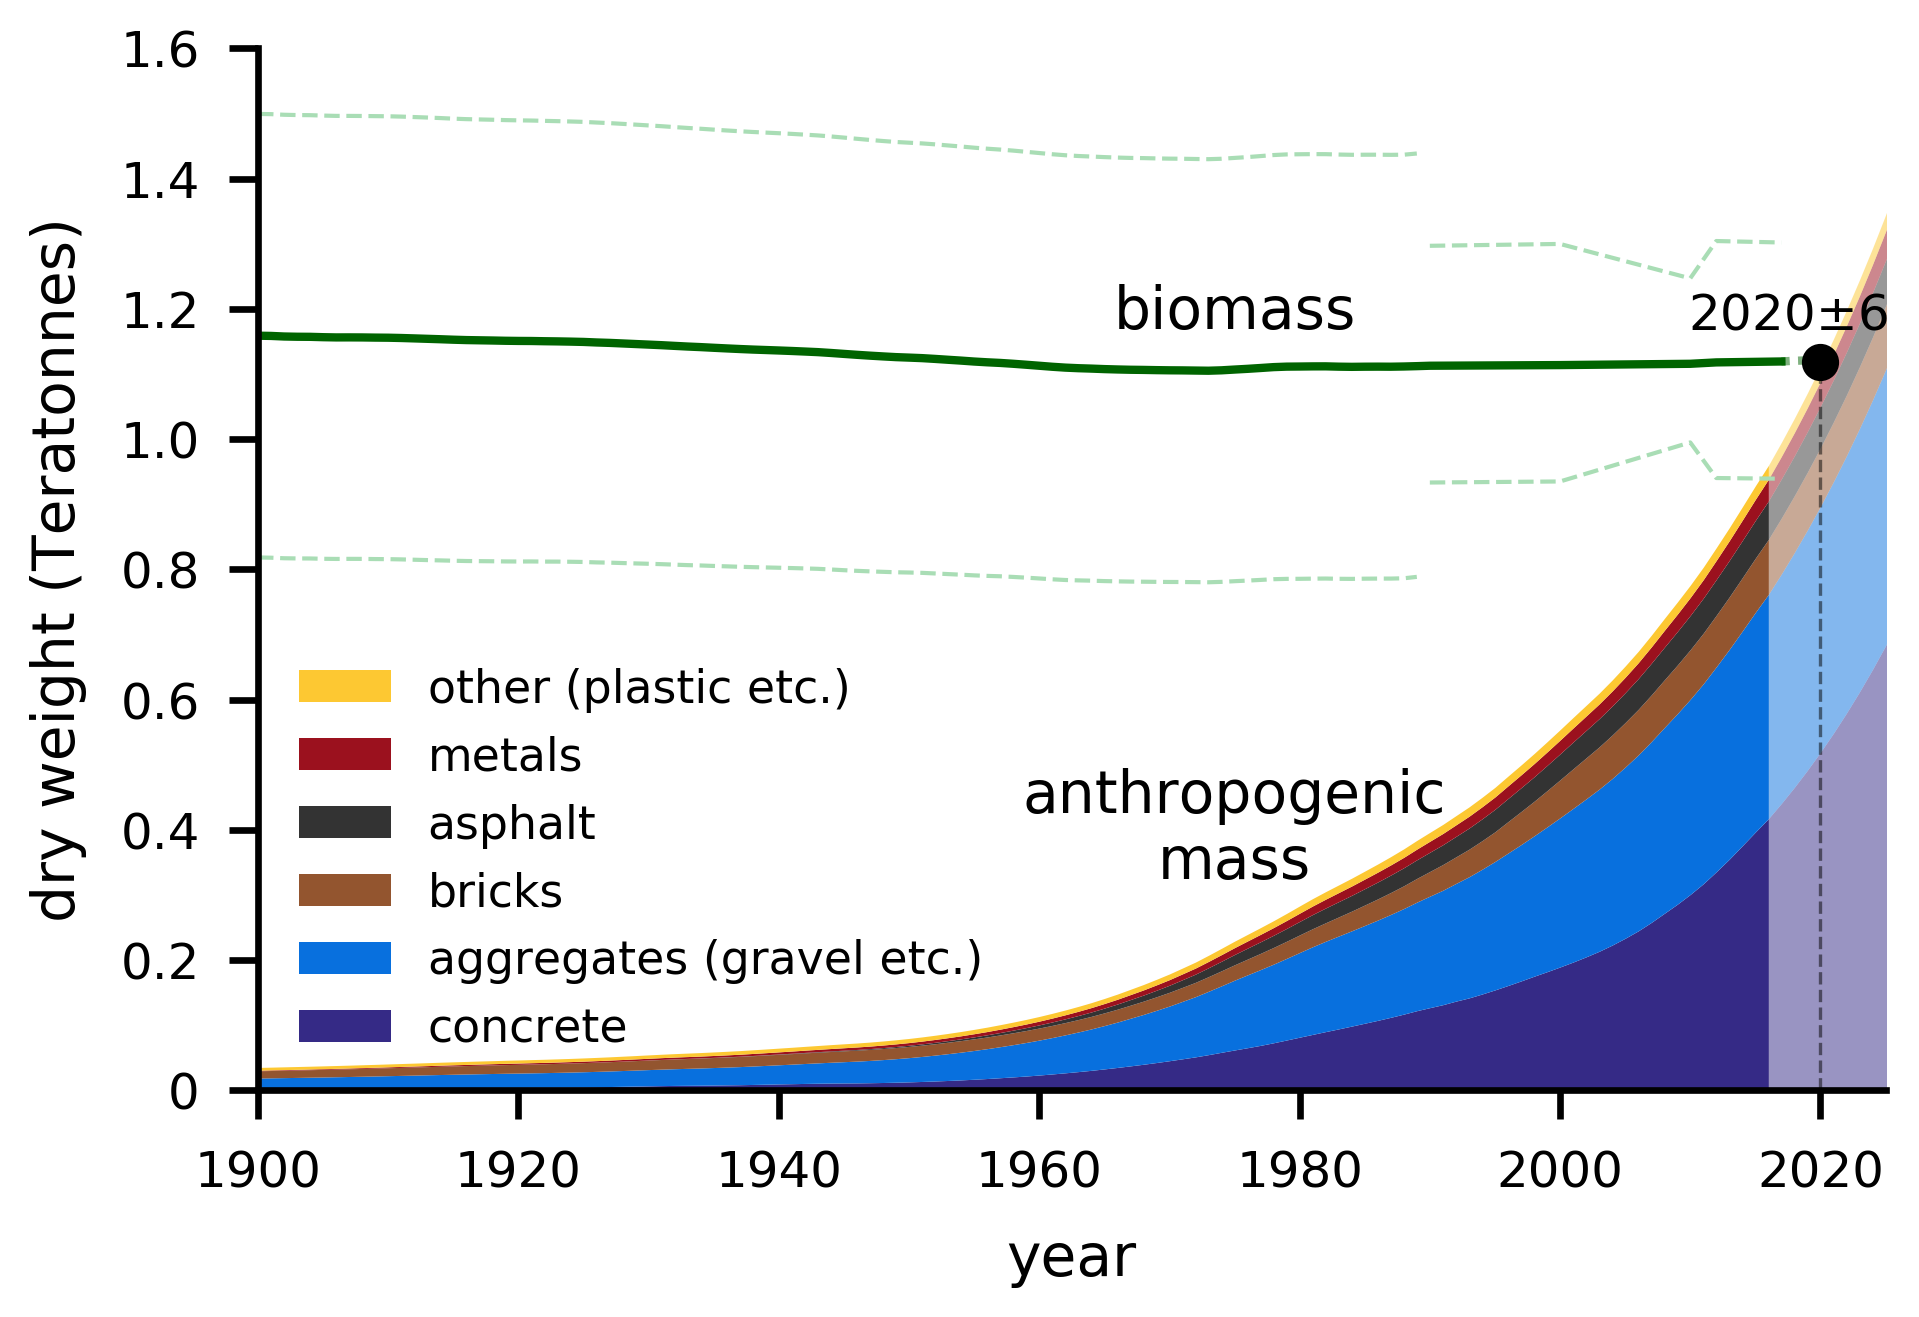 1.6
1.4
1.2
1.0
0.8
0.6
0.4
0.2
0
dry weight (Teratonnes)
biomass
2020±6
anthropogenic
mass
other (plastic etc.)
metals
asphalt
bricks
aggregates (gravel etc.)
concrete
1900 1920 1940 1960 1980 2000 2020
year